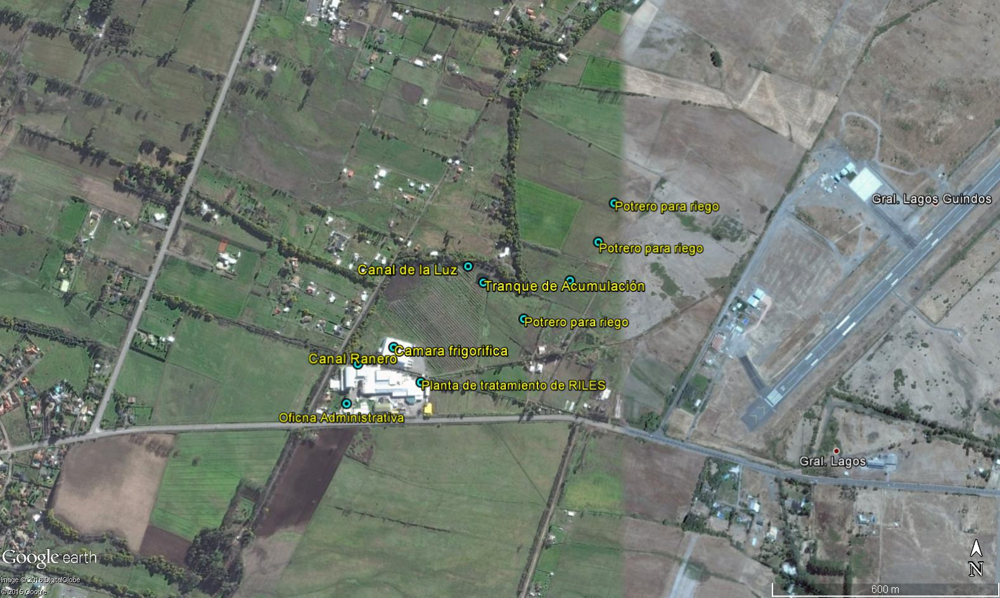 Gral. Lagos Guindos
Potrero para riego
Potrero para riego
Canal de la Luz
Tranque de Acumulación
Potrero para riego
Camara frigorifica
Canal Ranero
Planta de tratamiento de RILES
Oficna Administrativa
Gral. Lagos
Google earth
Image © 2016 DigitalGlobe
© 2015 Google
N
600 m